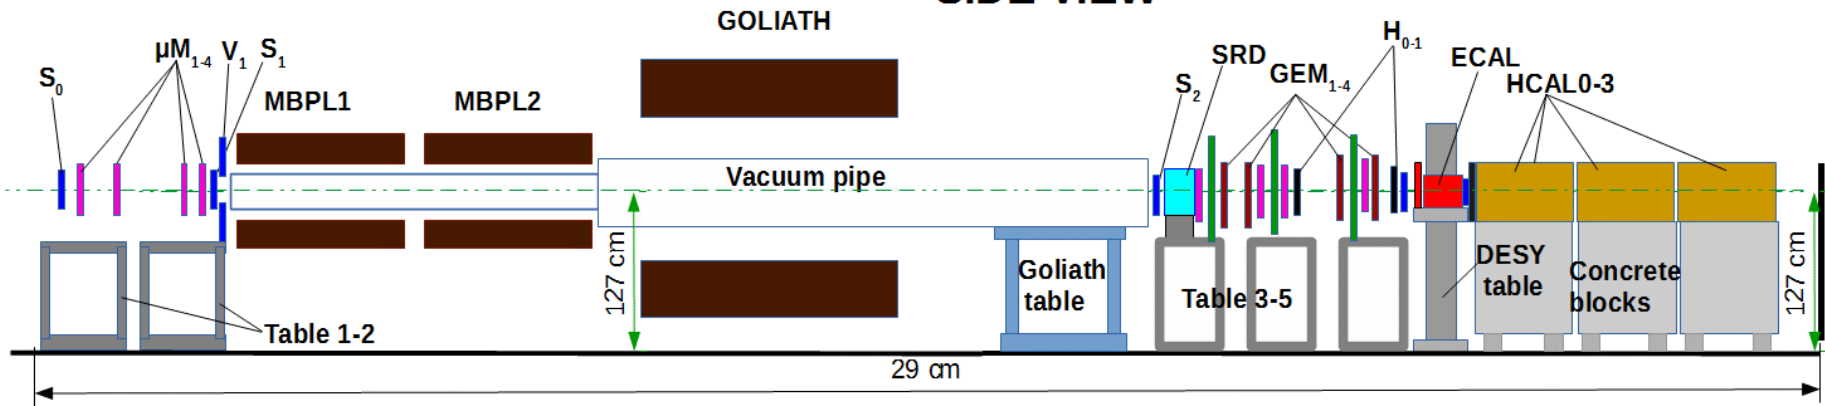 SIDE VIEW
GOLIATH
S0
µM1-4
V1
S1
MBPL1
MBPL2
S2
SRD
GEM1-4
H0-1
ECAL
HCAL0-3
Vacuum pipe
127 cm
Goliath
table
Table 3-5
DESY
table
Concrete
blocks
127 cm
Table 1-2
29 cm